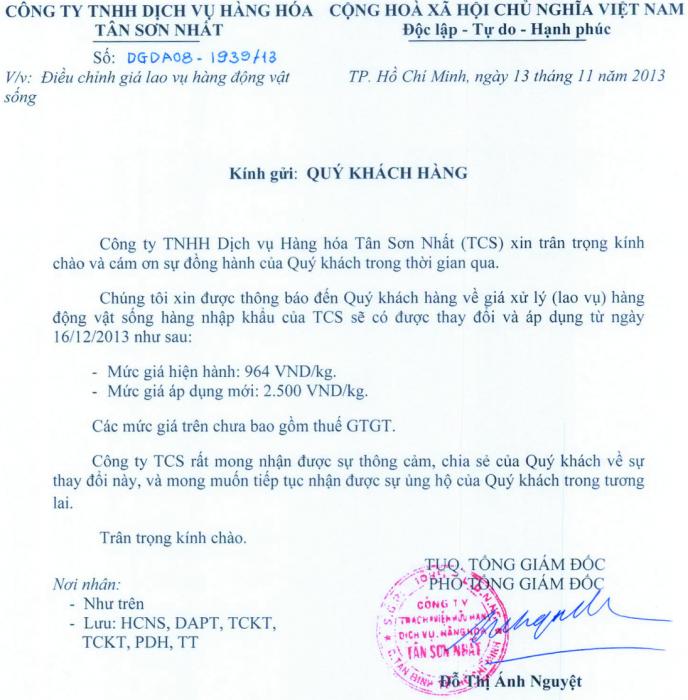 CÔNG TY TNHH DỊCH VỤ HÀNG HÓA
TÂN SƠN NHẤT
CỘNG HOÀ XÃ HỘI CHỦ NGHĨA VIỆT NAM
Độc lập - Tự do - Hạnh phúc
Số: DGDA08 - 1939/13
V/v: Điều chỉnh giá lao vụ hàng động vật
sống
TP. Hồ Chí Minh, ngày 13 tháng 11 năm 2013
Kính gửi: QUÝ KHÁCH HÀNG
Công ty TNHH Dịch vụ Hàng hóa Tân Sơn Nhất (TCS) xin trân trọng kính
chào và cám ơn sự đồng hành của Quý khách trong thời gian qua.
Chúng tôi xin được thông báo đến Quý khách hàng về giá xử lý (lao vụ) hàng
động vật sống hàng nhập khẩu của TCS sẽ có được thay đổi và áp dụng từ ngày
16/12/2013 như sau:
- Mức giá hiện hành: 964 VND/kg.
- Mức giá áp dụng mới: 2.500 VND/kg.
Các mức giá trên chưa bao gồm thuế GTGT.
Công ty TCS rất mong nhận được sự thông cảm, chia sẻ của Quý khách về sự
thay đổi này, và mong muốn tiếp tục nhận được sự ủng hộ của Quý khách trong tương
lai.
Trân trọng kính chào.
TUQ. TỔNG GIÁM ĐỐC
PHÓ TỔNG GIÁM ĐỐC
Nơi nhân:
- Như trên
- Lưu: HCNS, DAPT, TCKT,
TCKT, PDH, TT
CÔNG TY
TRÁCH NHIỆM HỮU HẠN
DỊCH VỤ HÀNG HÓA
TÂN SƠN NHẤT
Đỗ Thị Ánh Nguyệt